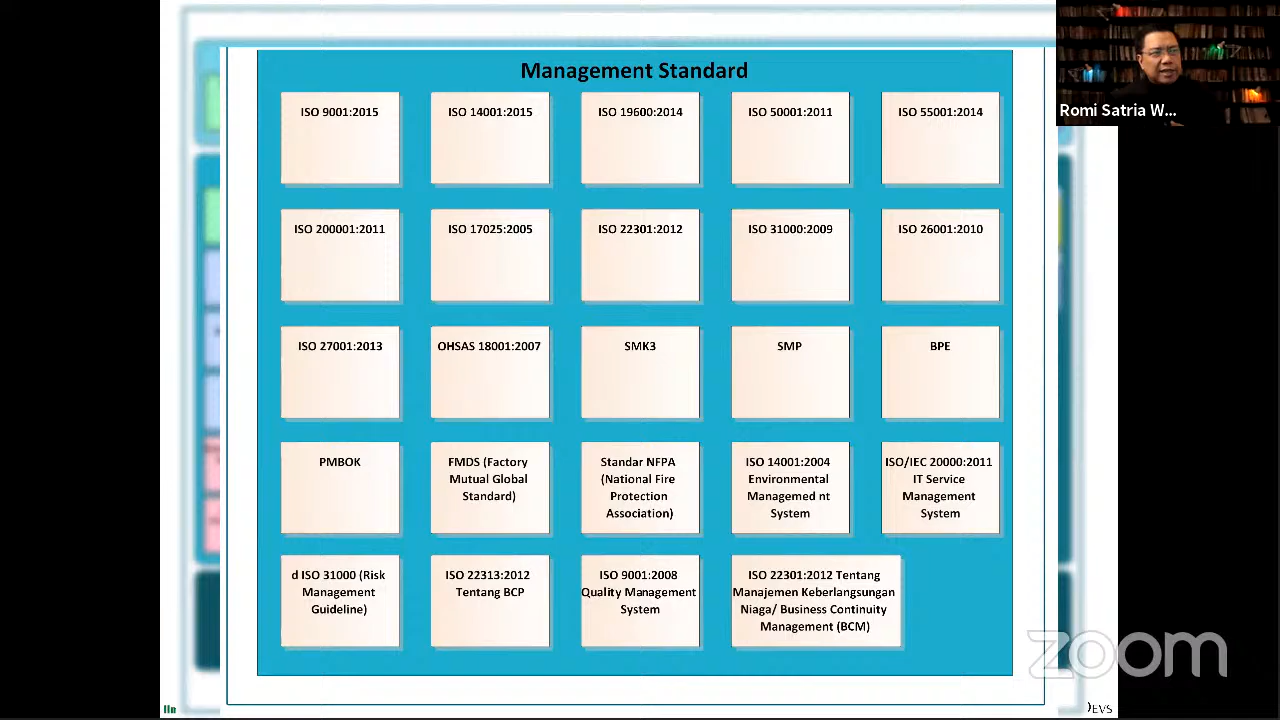 Management Standard
ISO 9001:2015
ISO 14001:2015
ISO 19600:2014
ISO 50001:2011
ISO 55001:2014
ISO 200001:2011
ISO 17025:2005
ISO 22301:2012
ISO 31000:2009
ISO 26001:2010
ISO 27001:2013
OHSAS 18001:2007
SMK3
SMP
BPE
PMBOK
FMDS (Factory
Mutual Global
Standard)
Standar NFPA
(National Fire
Protection
Association)
ISO 14001:2004
Environmental
Managemed nt
System
ISO/IEC 20000:2011
IT Service
Management
System
d ISO 31000 (Risk
Management
Guideline)
ISO 22313:2012
Tentang BCP
ISO 9001:2008
Quality Management
System
ISO 22301:2012 Tentang
Manajemen Keberlangsungan
Niaga/ Business Continuity
Management (BCM)
Romi Satria W...
zoom